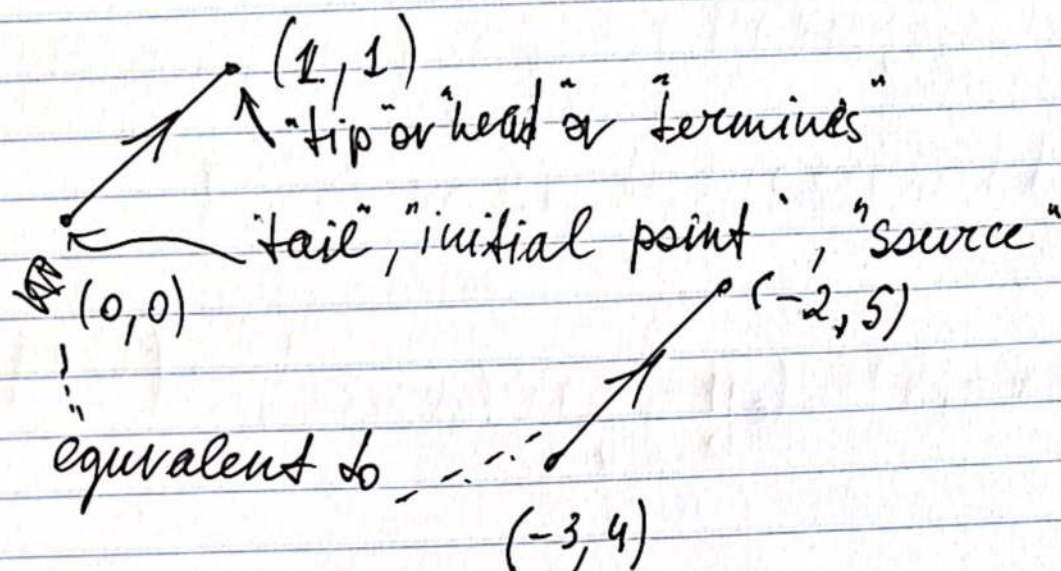 (1, 1)
"tip" or "head" or "terminus"
"tail", "initial point", "source"
(0,0)
(-2, 5)
equivalent to
(-3, 4)